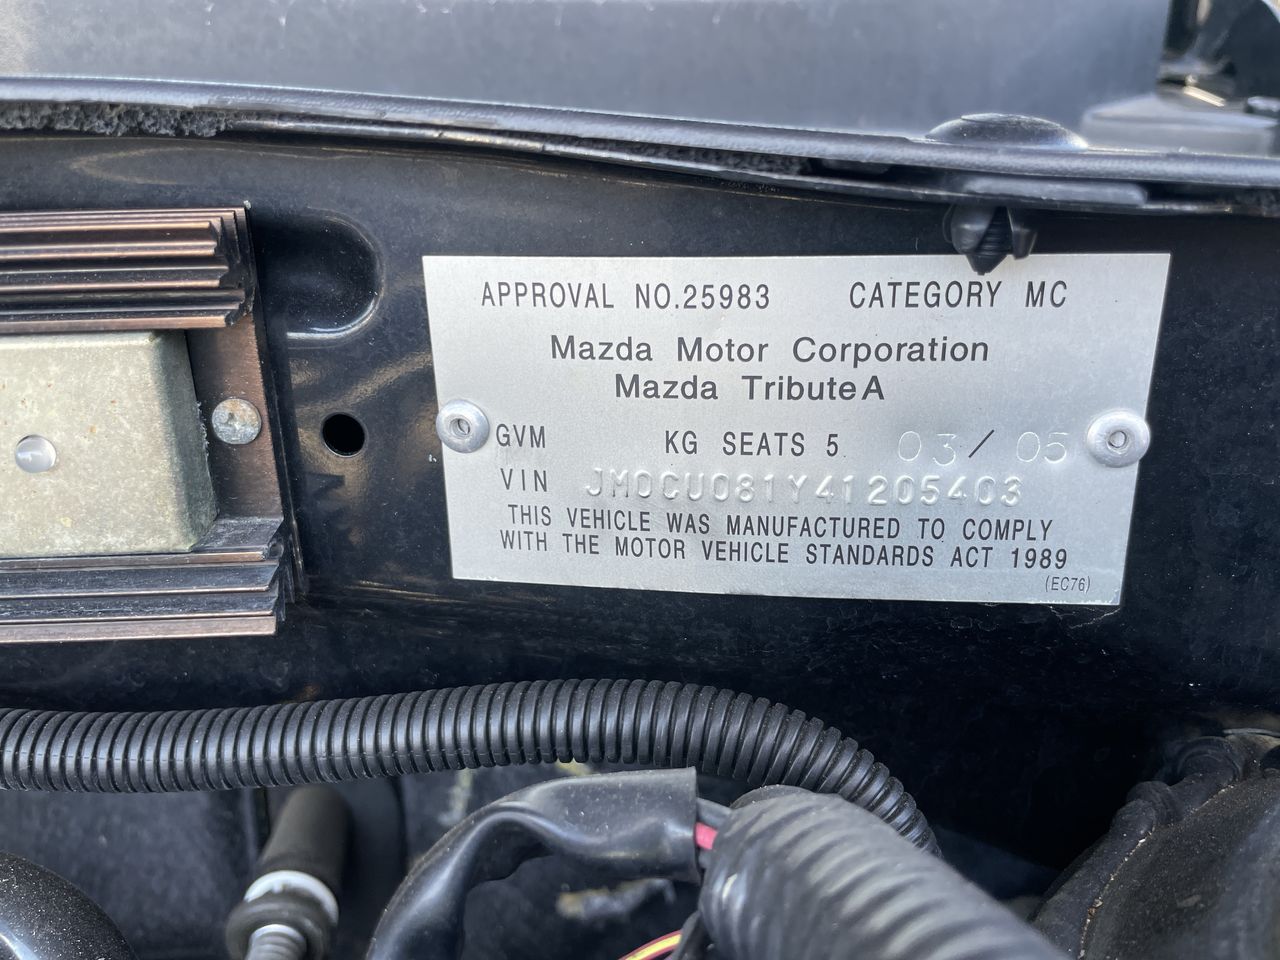 APPROVAL NO.25983 CATEGORY MC
Mazda Motor Corporation
Mazda Tribute A
GVM KG SEATS 5 03/05
VIN JM0CU081Y41205403
THIS VEHICLE WAS MANUFACTURED TO COMPLY
WITH THE MOTOR VEHICLE STANDARDS ACT 1989
(EC76)